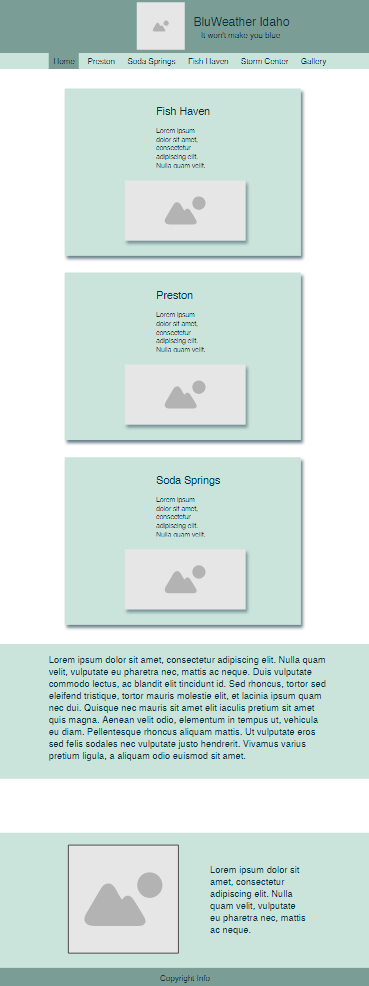 BluWeather Idaho
It won't make you blue
Home Preston Soda Springs Fish Haven Storm Center Gallery
Fish Haven
Lorem ipsum
dolor sit amet,
consectetur
adipiscing elit.
Nulla quam velit.
Preston
Lorem ipsum
dolor sit amet,
consectetur
adipiscing elit.
Nulla quam velit.
Soda Springs
Lorem ipsum
dolor sit amet,
consectetur
adipiscing elit.
Nulla quam velit.
Lorem ipsum dolor sit amet, consectetur adipiscing elit. Nulla quam
velit, vulputate eu pharetra nec, mattis ac neque. Duis vulputate
commodo lectus, ac blandit elit tincidunt id. Sed rhoncus, tortor sed
eleifend tristique, tortor mauris molestie elit, et lacinia ipsum quam
nec dui. Quisque nec mauris sit amet elit iaculis pretium sit amet
quis magna. Aenean velit odio, elementum in tempus ut, vehicula
eu diam. Pellentesque rhoncus aliquam mattis. Ut vulputate eros
sed felis sodales nec vulputate justo hendrerit. Vivamus varius
pretium ligula, a aliquam odio euismod sit amet.
Lorem ipsum dolor sit
amet, consectetur
adipiscing elit. Nulla
quam velit, vulputate
eu pharetra nec, mattis
ac neque.
Copyright Info